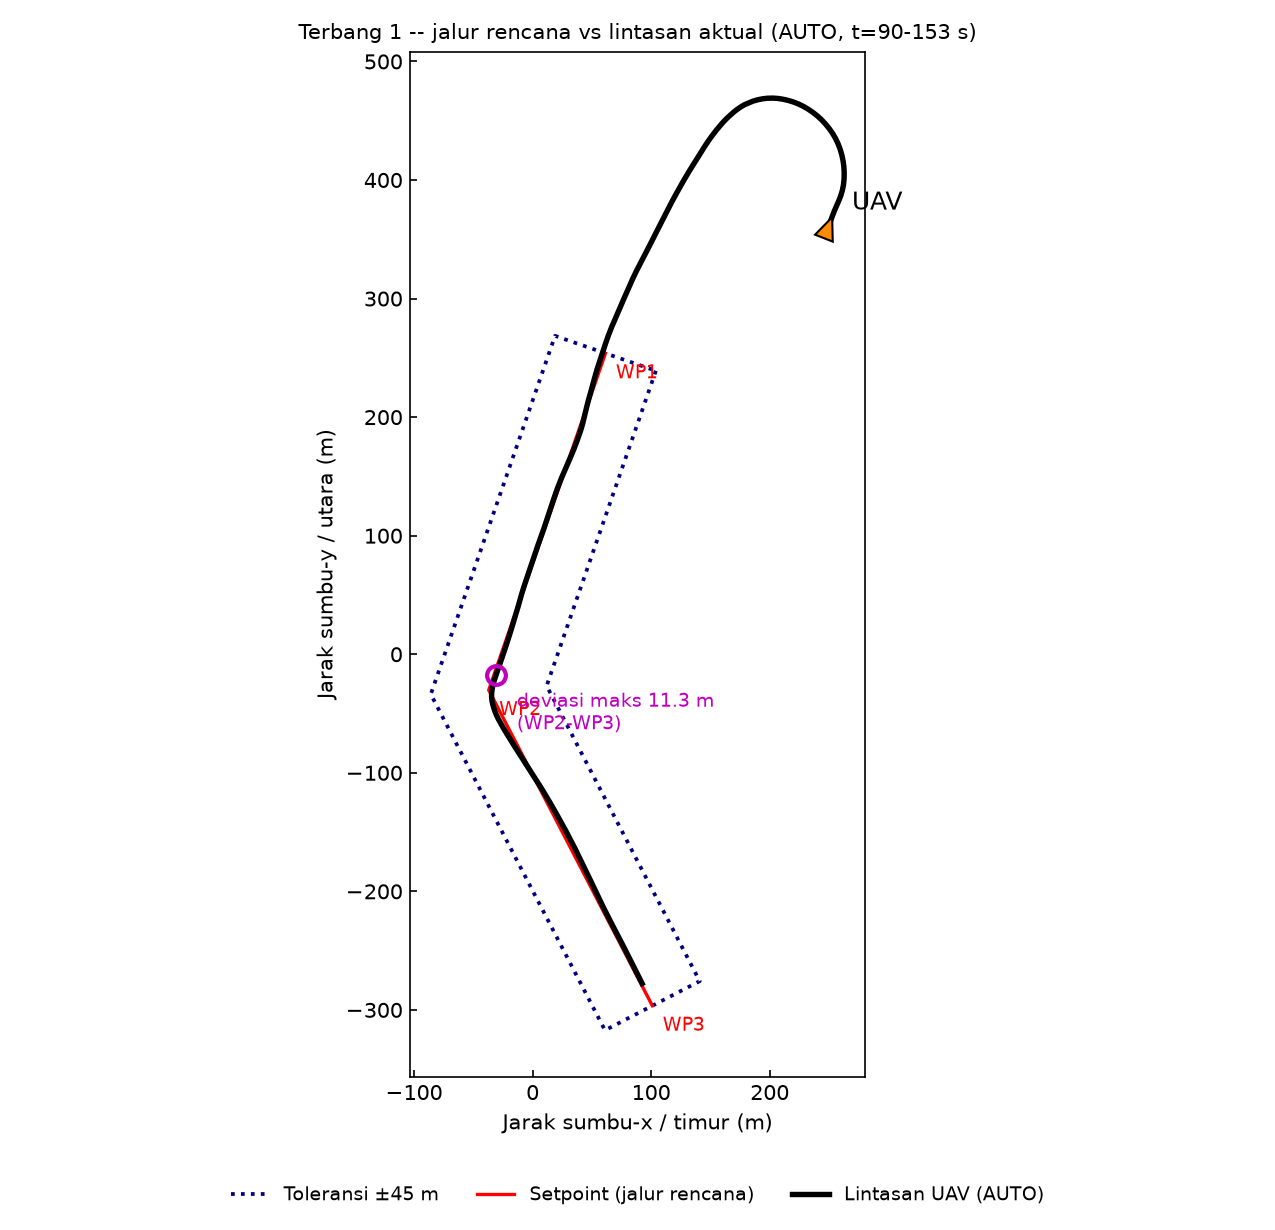 Terbang 1 -- jalur rencana vs lintasan aktual (AUTO, t=90-153 s)
500
400
300
200
100
0
−100
−200
−300
Jarak sumbu-y / utara (m)
UAV
WP1
WP2
deviasi maks 11.3 m
(WP2-WP3)
WP3
−100 0 100 200
Jarak sumbu-x / timur (m)
Toleransi ±45 m Setpoint (jalur rencana) Lintasan UAV (AUTO)